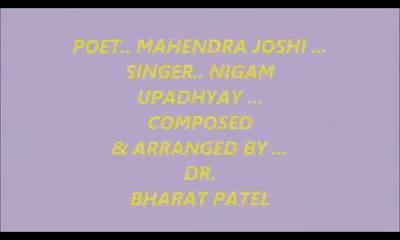 POET.. MAHENDRA JOSHI ...
SINGER.. NIGAM
UPADHYAY ...
COMPOSED
& ARRANGED BY ...
DR.
BHARAT PATEL